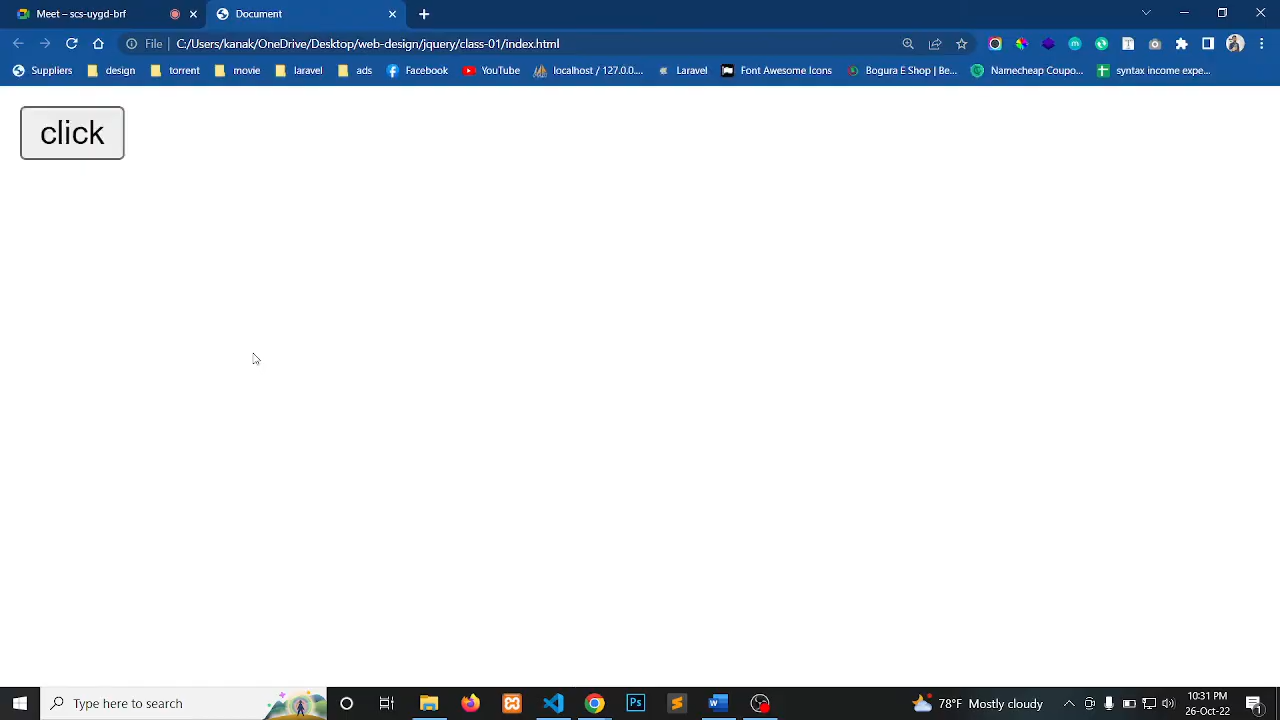 Meet – scs-uygd-brf
Document
File
C:/Users/kanak/OneDrive/Desktop/web-design/jquery/class-01/index.html
Suppliers
design
torrent
movie
laravel
ads
Facebook
YouTube
localhost / 127.0.0....
Laravel
Font Awesome Icons
Bogura E Shop | Be...
Namecheap Coupo...
syntax income expe...
click
Type here to search
Ps
78°F Mostly cloudy
10:31 PM
26-Oct-22
1